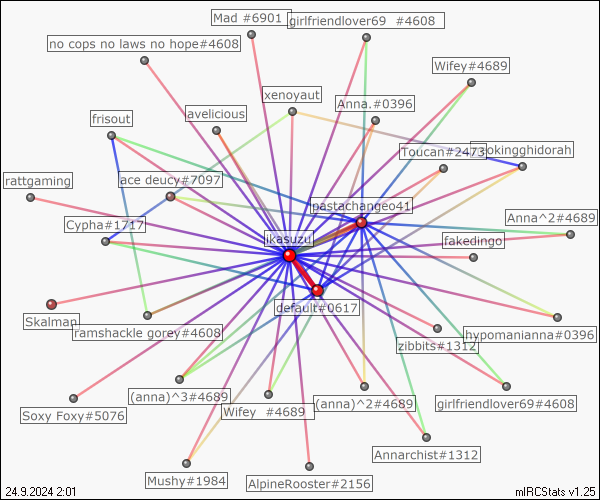 Mad #6901
girlfriendlover69 #4608
no cops no laws no hope#4608
Wifey#4689
xenoyaut
Anna.#0396
avelicious
frisout
Toucan#2473
ookingghidorah
rattgaming
ace deucy#7097
pastachangeo41
Anna^2#4689
Cypha#1717
ikasuzu
fakedingo
default#0617
Skalman
ramshackle gorey#4608
hypomanianna#0396
zibbits#1312
(anna)^3#4689
Wifey #4689
(anna)^2#4689
girlfriendlover69#4608
Soxy Foxy#5076
Annarchist#1312
Mushy#1984
AlpineRooster#2156
24.9.2024 2:01
mIRCStats v1.25